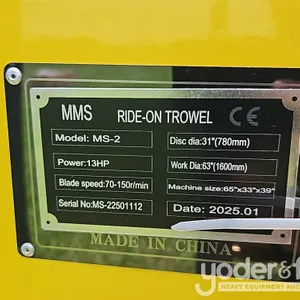 MMS RIDE-ON TROWEL CE
Model: MS-2 Disc dia:31"(780mm)
Power:13HP Work Dia:63"(1600mm)
Blade speed:70-150r/min Machine size:65"x33"x39"
Serial No:MS-22501112 Date: 2025.01
MADE IN CHINA
yoder & f
HEAVY EQUIPMENT